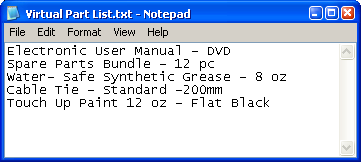 Virtual Part List.txt - Notepad
File Edit Format View Help
Electronic User Manual - DVD
Spare Parts Bundle - 12 pc
Water- Safe Synthetic Grease - 8 oz
Cable Tie - Standard -200mm
Touch Up Paint 12 oz - Flat Black